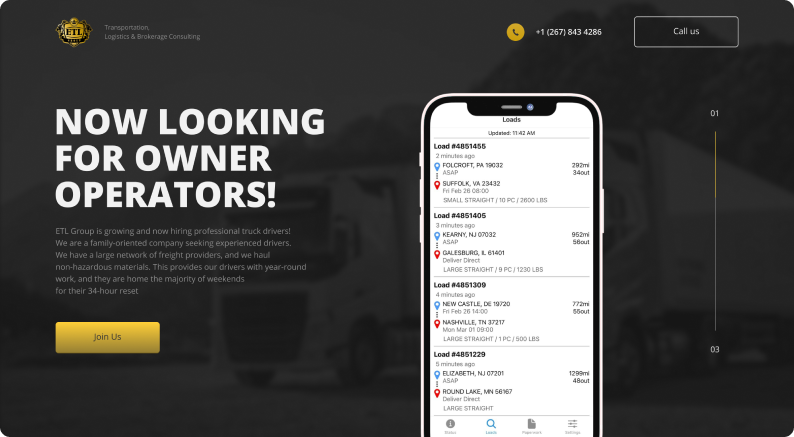 ETL
Transportation,
Logistics & Brokerage Consulting
+1 (267) 843 4286
Call us
NOW LOOKING
FOR OWNER
OPERATORS!
ETL Group is growing and now hiring professional truck drivers!
We are a family-oriented company seeking experienced drivers.
We have a large network of freight providers, and we haul
non-hazardous materials. This provides our drivers with year-round
work, and they are home the majority of weekends
for their 34-hour reset
Join Us
Loads
Updated: 11:42 AM
Load #4851455
2 minutes ago
FOLCROFT, PA 19032 292mi
ASAP 34out
SUFFOLK, VA 23432
Fri Feb 26 08:00
SMALL STRAIGHT / 10 PC / 2600 LBS
Load #4851405
3 minutes ago
KEARNY, NJ 07032 952mi
ASAP 56out
GALESBURG, IL 61401
Deliver Direct
LARGE STRAIGHT / 9 PC / 1230 LBS
Load #4851309
4 minutes ago
NEW CASTLE, DE 19720 772mi
Fri Feb 26 14:00 55out
NASHVILLE, TN 37217
Mon Mar 01 09:00
LARGE STRAIGHT / 1 PC / 500 LBS
Load #4851229
5 minutes ago
ELIZABETH, NJ 07201 1299mi
ASAP 48out
ROUND LAKE, MN 56167
Deliver Direct
LARGE STRAIGHT
Status Loads Paperwork Settings
01
03